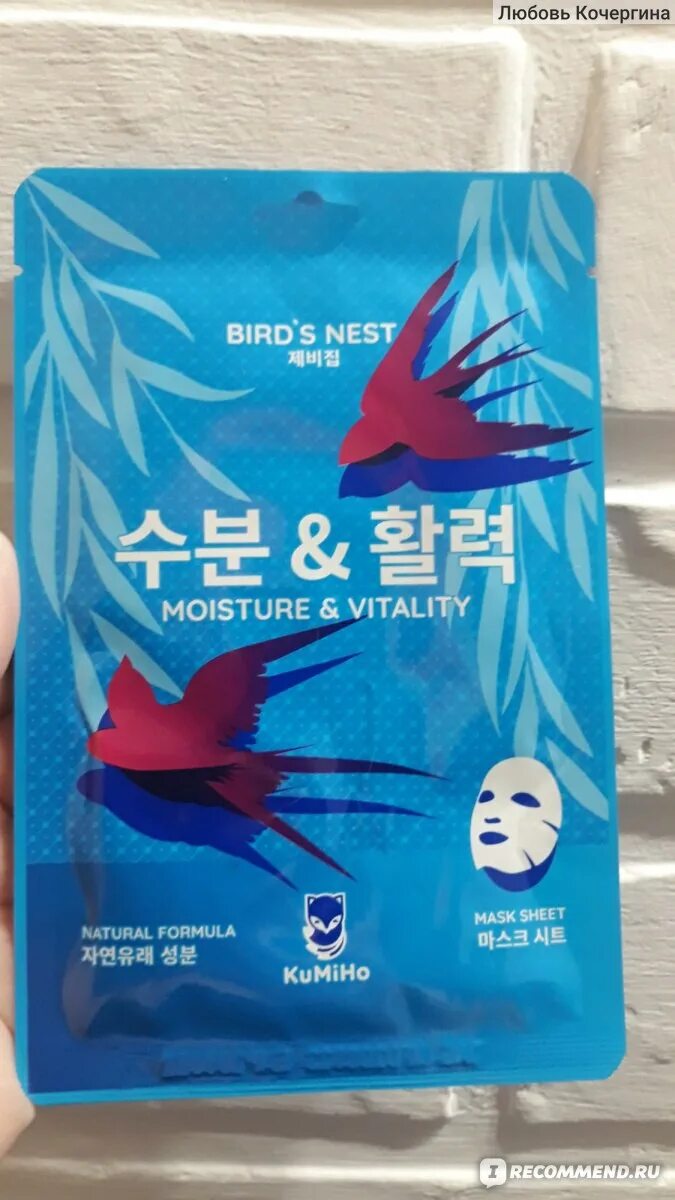 Любовь Кочергина
BIRD'S NEST
제비집
수분 & 활력
MOISTURE & VITALITY
MASK SHEET
마스크 시트
NATURAL FORMULA
자연유래 성분
KuMiHo
IRECOMMEND.RU